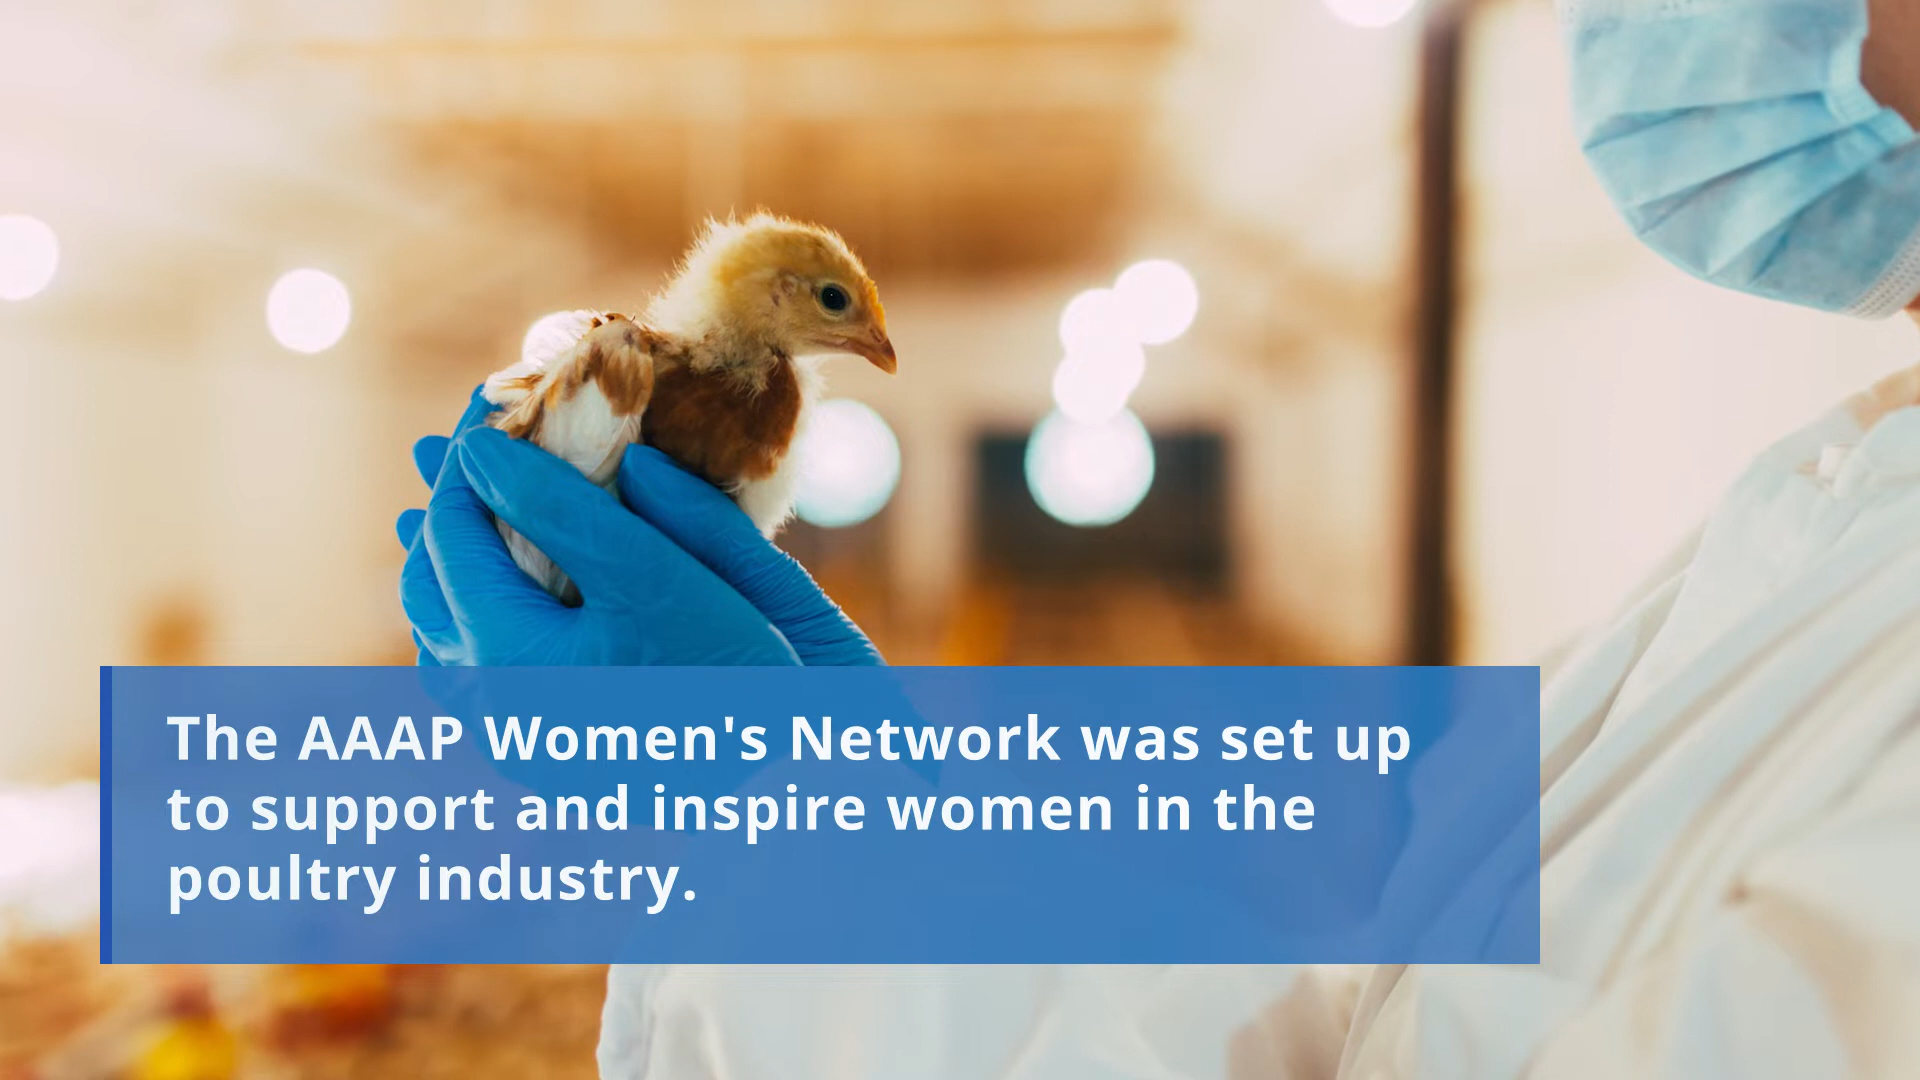 The AAAP Women's Network was set up
to support and inspire women in the
poultry industry.